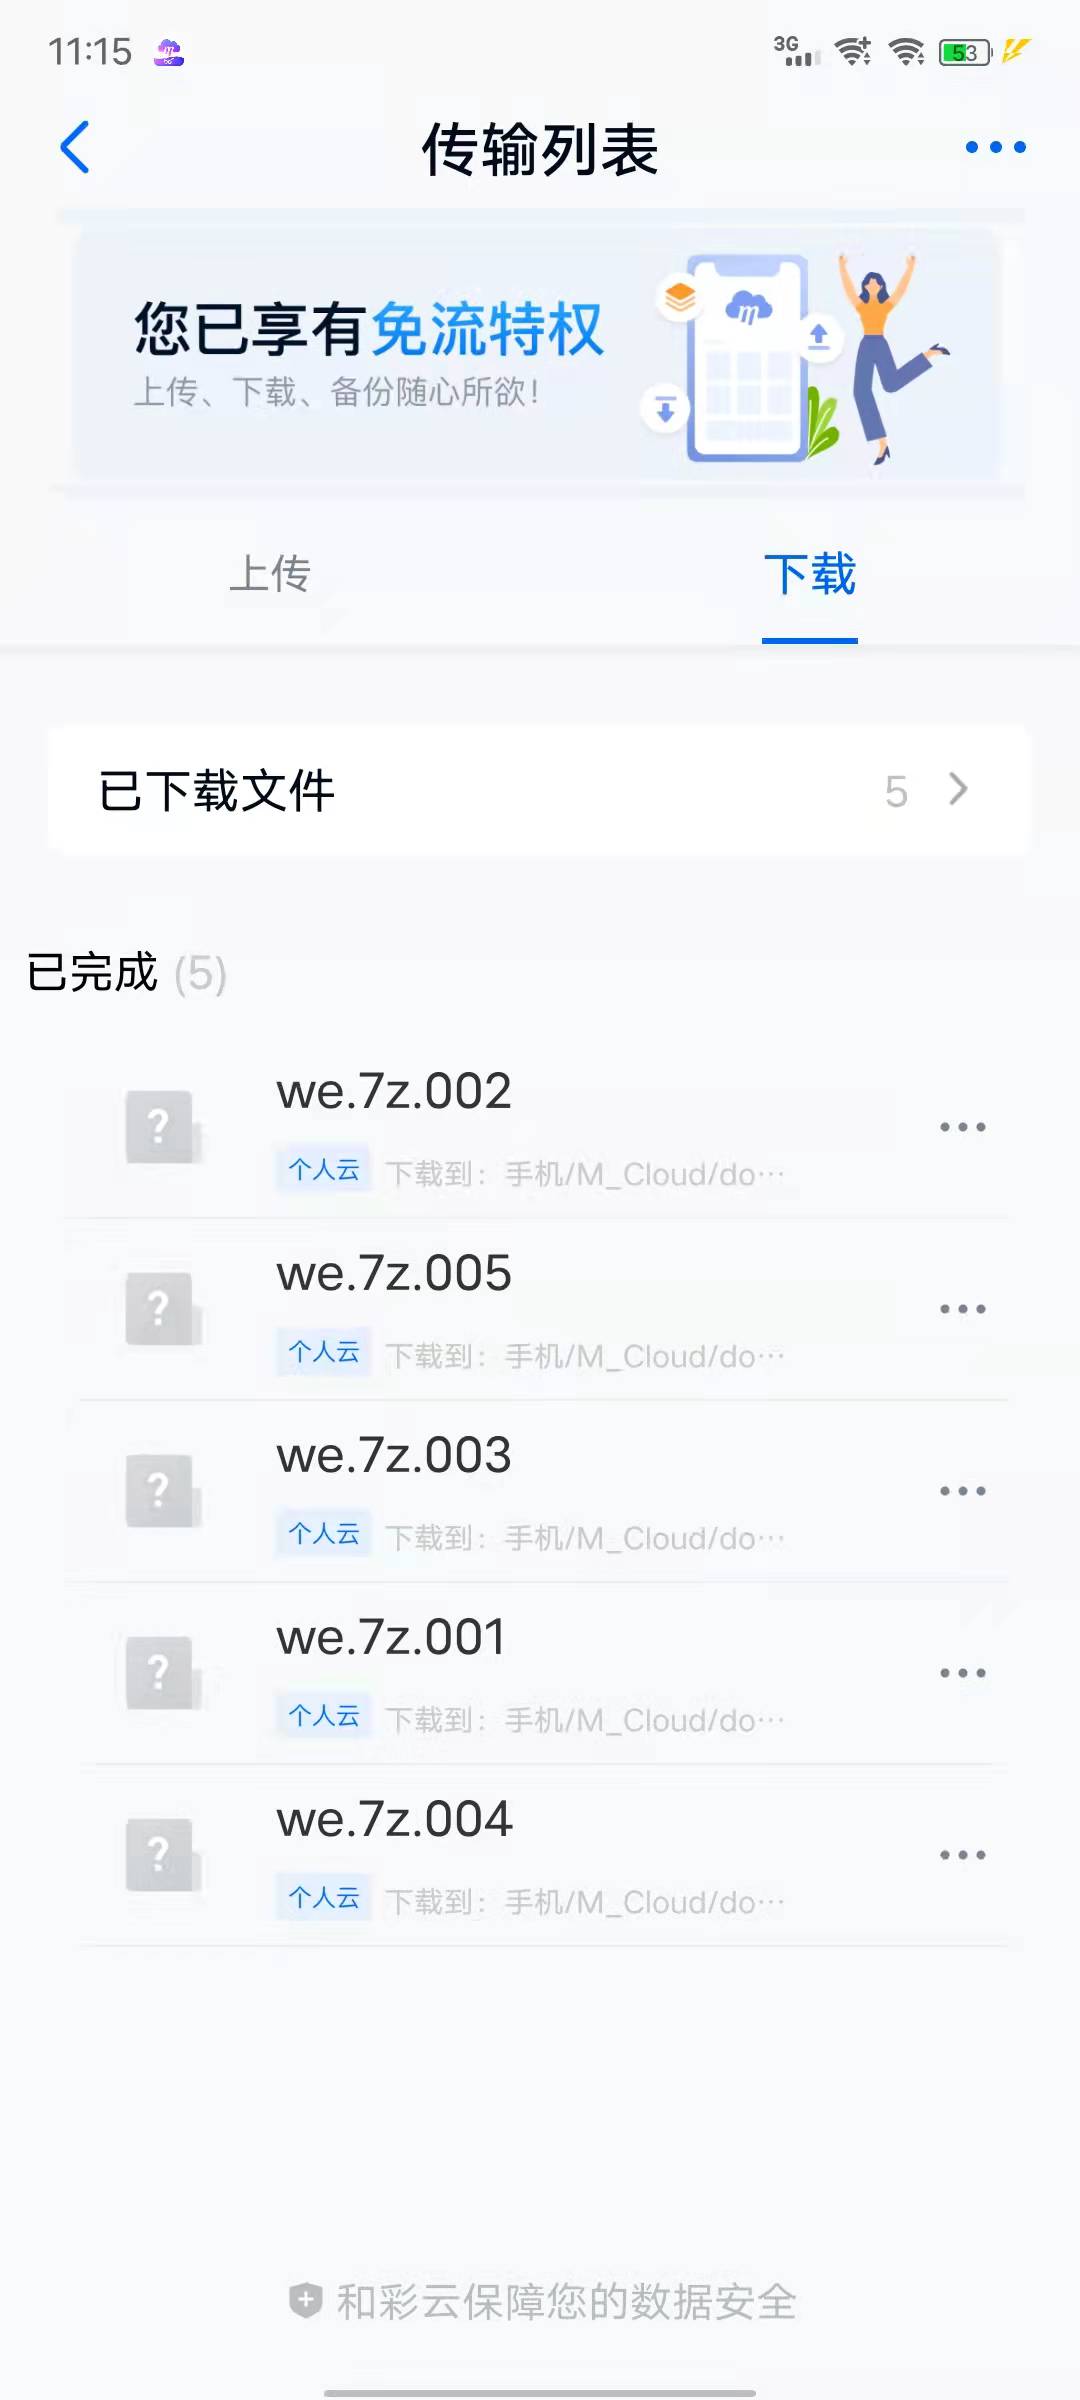 11:15
3G
53
传输列表
您已享有免流特权
上传、下载、备份随心所欲!
上传
下载
已下载文件
5
已完成 (5)
we.7z.002
个人云 下载到：手机/M_Cloud/do…
we.7z.005
个人云 下载到：手机/M_Cloud/do…
we.7z.003
个人云 下载到：手机/M_Cloud/do…
we.7z.001
个人云 下载到：手机/M_Cloud/do…
we.7z.004
个人云 下载到：手机/M_Cloud/do…
和彩云保障您的数据安全